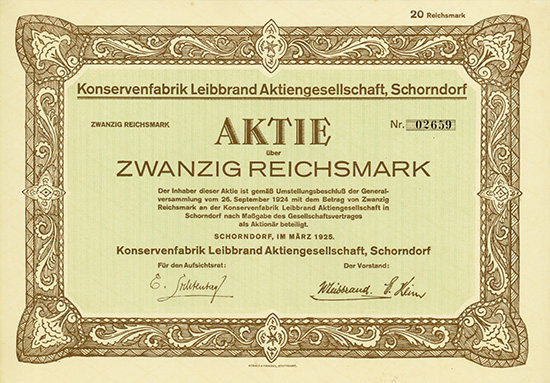 20 Reichsmark
Konservenfabrik Leibbrand Aktiengesellschaft, Schorndorf
ZWANZIG REICHSMARK
AKTIE
Nr. 02659
über
ZWANZIG REICHSMARK
Der Inhaber dieser Aktie ist gemäß Umstellungsbeschluß der General-
versammlung vom 26. September 1924 mit dem Betrag von Zwanzig
Reichsmark an der Konservenfabrik Leibbrand Aktiengesellschaft in
Schorndorf nach Maßgabe des Gesellschaftsvertrages
als Aktionär beteiligt.
SCHORNDORF, IM MÄRZ 1925.
Konservenfabrik Leibbrand Aktiengesellschaft, Schorndorf
Für den Aufsichtsrat:
Der Vorstand:
WLeibbrand